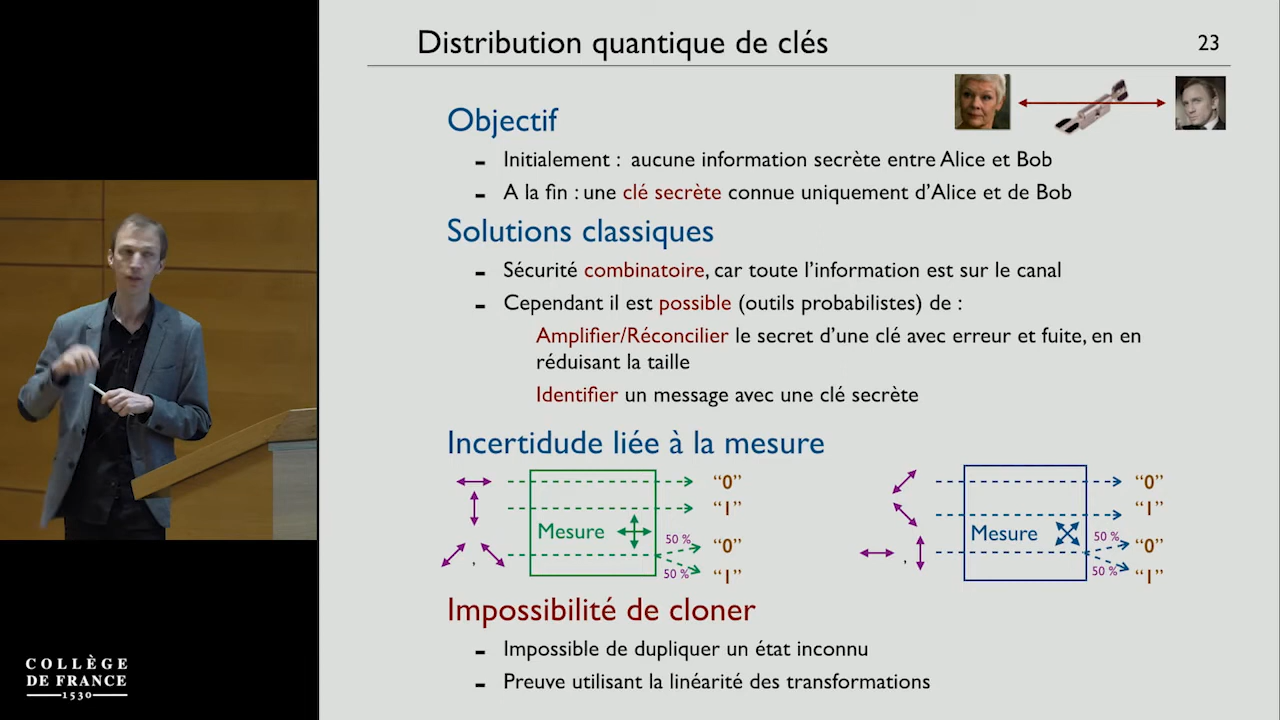 Distribution quantique de clés
23
Objectif
- Initialement : aucune information secrète entre Alice et Bob
- A la fin : une clé secrète connue uniquement d'Alice et de Bob
Solutions classiques
- Sécurité combinatoire, car toute l'information est sur le canal
- Cependant il est possible (outils probabilistes) de :
Amplifier/Réconcilier le secret d'une clé avec erreur et fuite, en en
réduisant la taille
Identifier un message avec une clé secrète
Incertidude liée à la mesure
"0"
"1"
Mesure
50 %
"0"
50 %
"1"
,
"0"
"1"
Mesure
50 %
"0"
50 %
"1"
,
Impossibilité de cloner
- Impossible de dupliquer un état inconnu
- Preuve utilisant la linéarité des transformations
COLLÈGE
DE FRANCE
1530